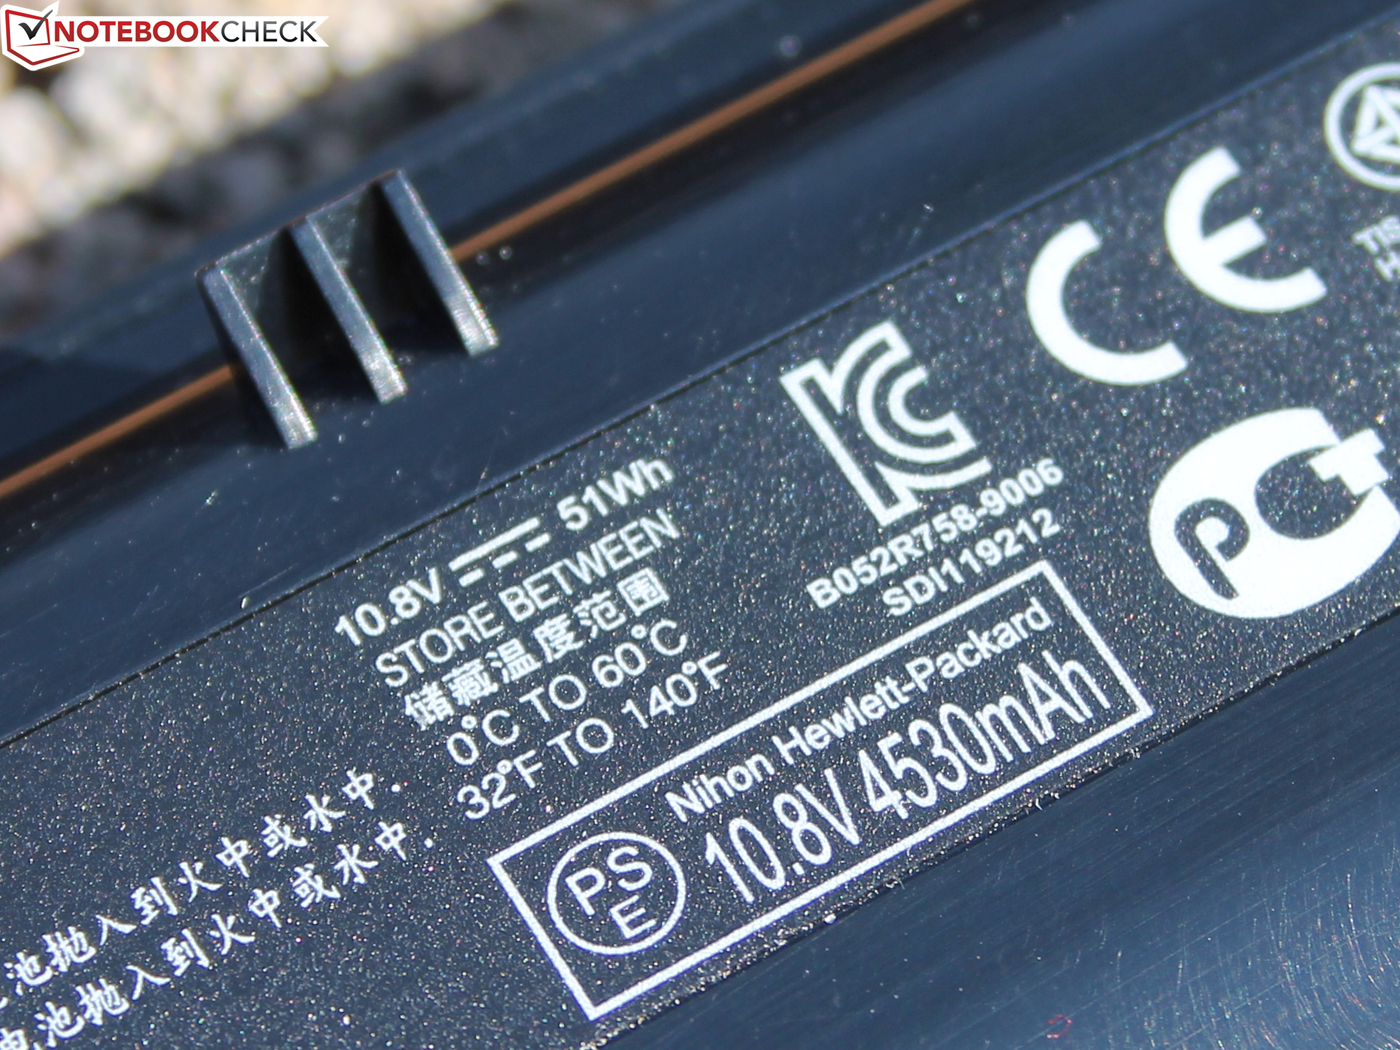 NOTEBOOKCHECK
10.8V 51Wh
STORE BETWEEN
储藏温度范围
0°C TO 60°C
32°F TO 140°F
B052R758-9006
SDI119212
Nihon Hewlett-Packard
10.8V 4530mAh
PSE
CE
PCT
池抛入到火中或水中.
电池抛入到火中或水中.